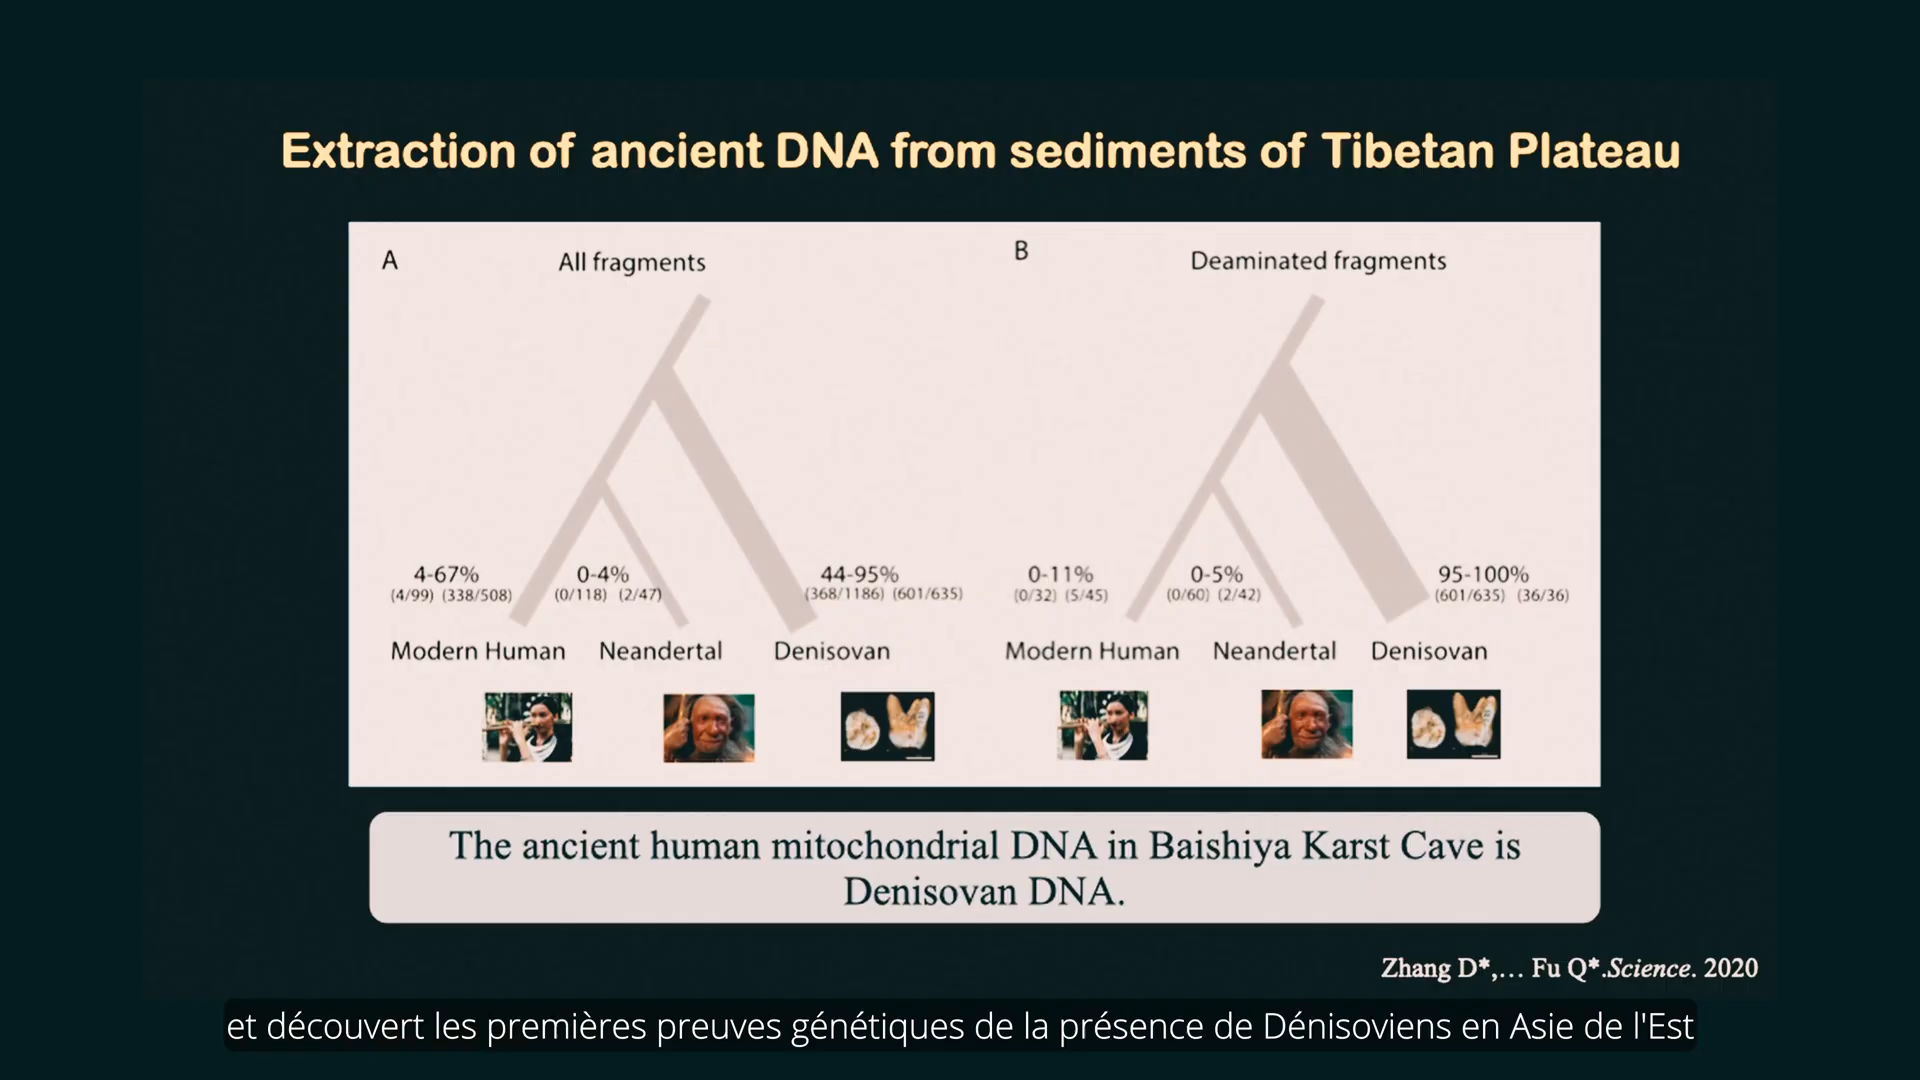 Extraction of ancient DNA from sediments of Tibetan Plateau
A
All fragments
4-67%
(4/99) (338/508)
0-4%
(0/118) (2/47)
44-95%
(368/1186) (601/635)
Modern Human
Neandertal
Denisovan
B
Deaminated fragments
0-11%
(0/32) (5/45)
0-5%
(0/60) (2/42)
95-100%
(601/635) (36/36)
Modern Human
Neandertal
Denisovan
The ancient human mitochondrial DNA in Baishiya Karst Cave is
Denisovan DNA.
Zhang D*,... Fu Q*.Science. 2020
et découvert les premières preuves génétiques de la présence de Dénisoviens en Asie de l'Est